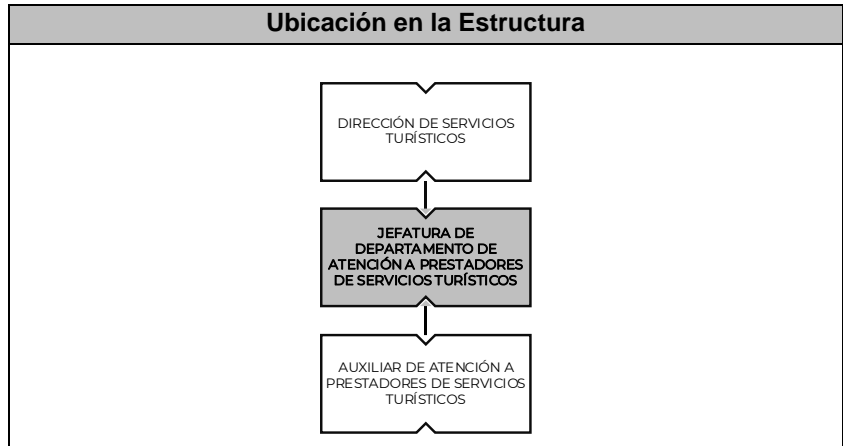 Ubicación en la Estructura
DIRECCIÓN DE SERVICIOS
TURÍSTICOS
JEFATURA DE
DEPARTAMENTO DE
ATENCIÓN A PRESTADORES
DE SERVICIOS TURÍSTICOS
AUXILIAR DE ATENCIÓN A
PRESTADORES DE SERVICIOS
TURÍSTICOS